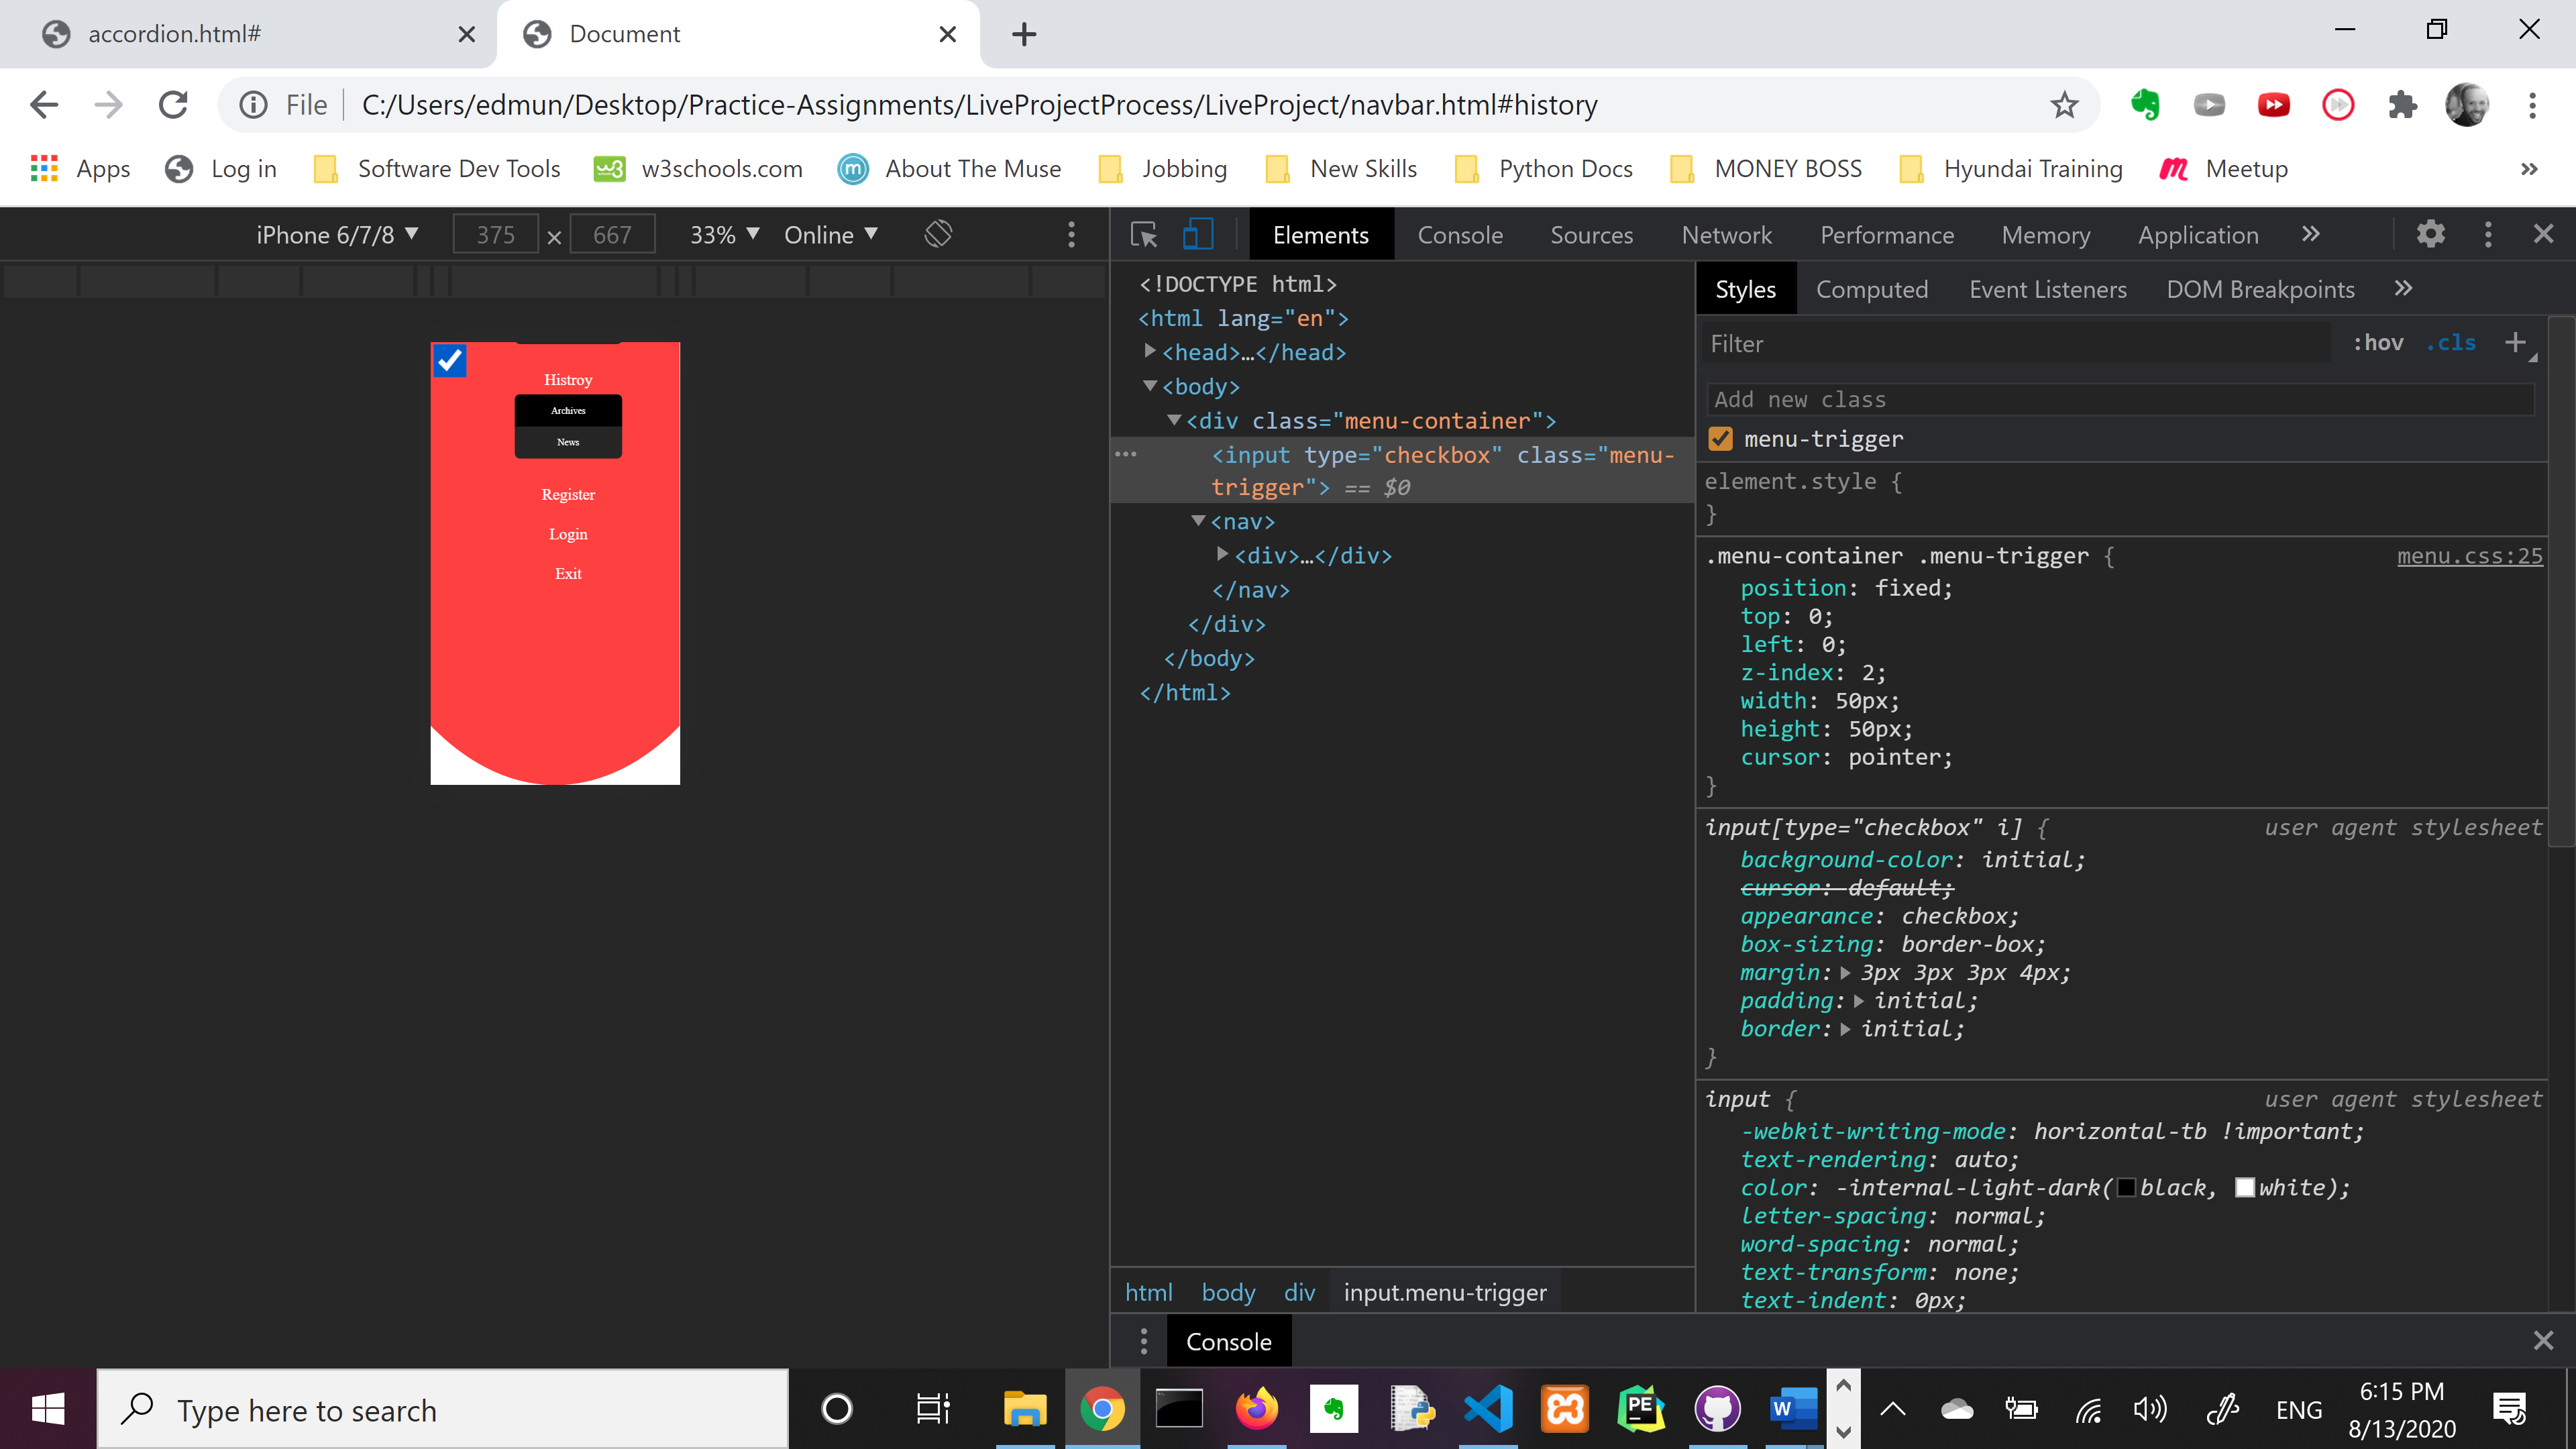 accordion.html#
Document
File
C:/Users/edmun/Desktop/Practice-Assignments/LiveProjectProcess/LiveProject/navbar.html#history
Apps
Log in
Software Dev Tools
w3schools.com
About The Muse
Jobbing
New Skills
Python Docs
MONEY BOSS
Hyundai Training
Meetup
»
iPhone 6/7/8 ▼
375 × 667
33% ▼
Online ▼
Histroy
Archives
News
Register
Login
Exit
Elements
Console
Sources
Network
Performance
Memory
Application
»
<!DOCTYPE html>
<html lang="en">
<head>…</head>
<body>
<div class="menu-container">
<input type="checkbox" class="menu-
trigger"> == $0
<nav>
<div>…</div>
</nav>
</div>
</body>
</html>
html body div input.menu-trigger
Styles
Computed
Event Listeners
DOM Breakpoints
»
Filter
:hov .cls +
Add new class
menu-trigger
element.style {
}
.menu-container .menu-trigger { menu.css:25
position: fixed;
top: 0;
left: 0;
z-index: 2;
width: 50px;
height: 50px;
cursor: pointer;
}
input[type="checkbox" i] { user agent stylesheet
background-color: initial;
cursor: default;
appearance: checkbox;
box-sizing: border-box;
margin: 3px 3px 3px 4px;
padding: initial;
border: initial;
}
input { user agent stylesheet
-webkit-writing-mode: horizontal-tb !important;
text-rendering: auto;
color: -internal-light-dark(black, white);
letter-spacing: normal;
word-spacing: normal;
text-transform: none;
text-indent: 0px;
Console
Type here to search
ENG
6:15 PM
8/13/2020